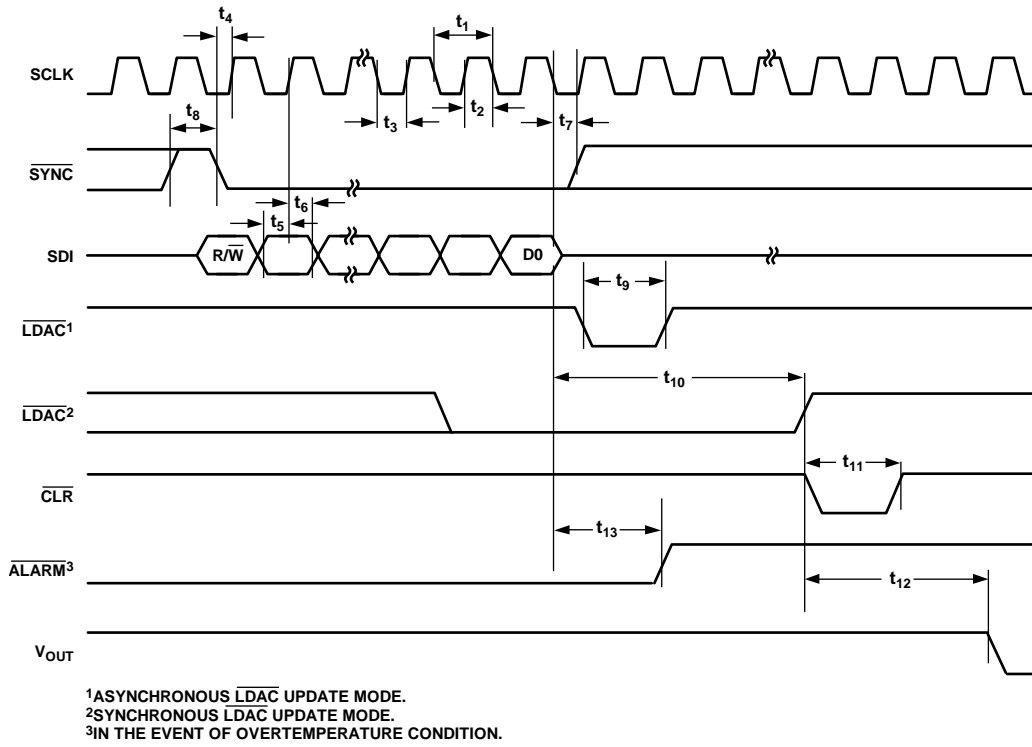 t4
t1
SCLK
t8
t3
t2
t7
SYNC
t6
t5
SDI
R/W
D0
t9
LDAC1
t10
LDAC2
t11
CLR
t13
ALARM3
t12
VOUT
1ASYNCHRONOUS LDAC UPDATE MODE.
2SYNCHRONOUS LDAC UPDATE MODE.
3IN THE EVENT OF OVERTEMPERATURE CONDITION.